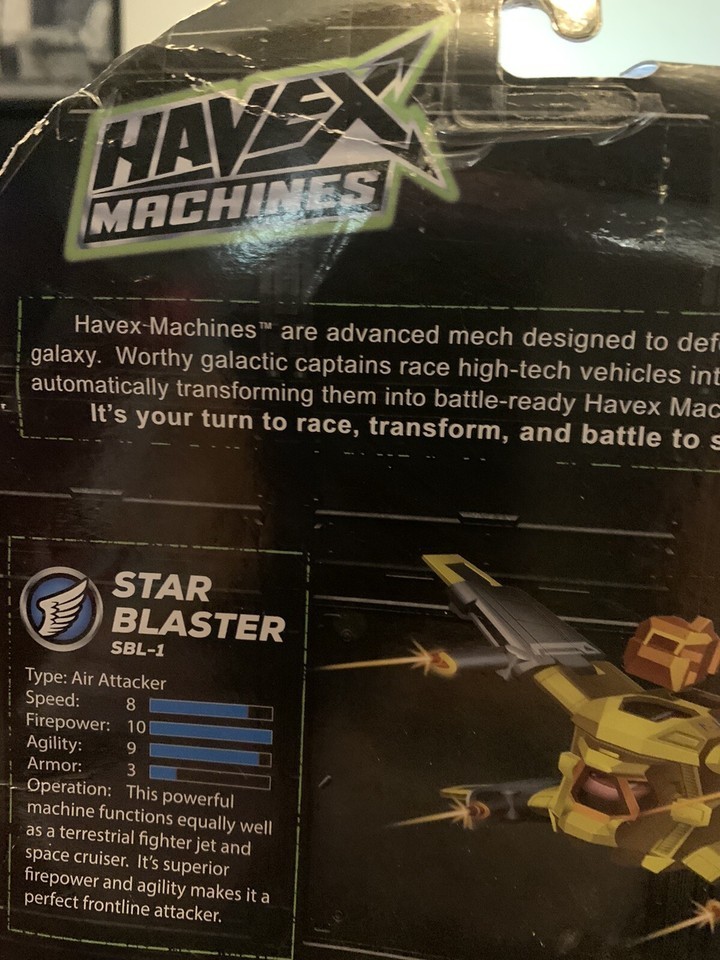 HAVEX
MACHINES
Havex-Machines™ are advanced mech designed to
galaxy. Worthy galactic captains race high-tech vehicles
automatically transforming them into battle-ready Havex
It's your turn to race, transform, and battle to
STAR
BLASTER
SBL-1
Type: Air Attacker
Speed: 8
Firepower: 10
Agility: 9
Armor: 3
Operation: This powerful
machine functions equally well
as a terrestrial fighter jet and
space cruiser. It's superior
firepower and agility makes it a
perfect frontline attacker.